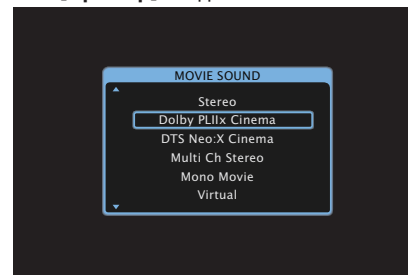 MOVIE SOUND
Stereo
Dolby PLIIx Cinema
DTS Neo:X Cinema
Multi Ch Stereo
Mono Movie
Virtual